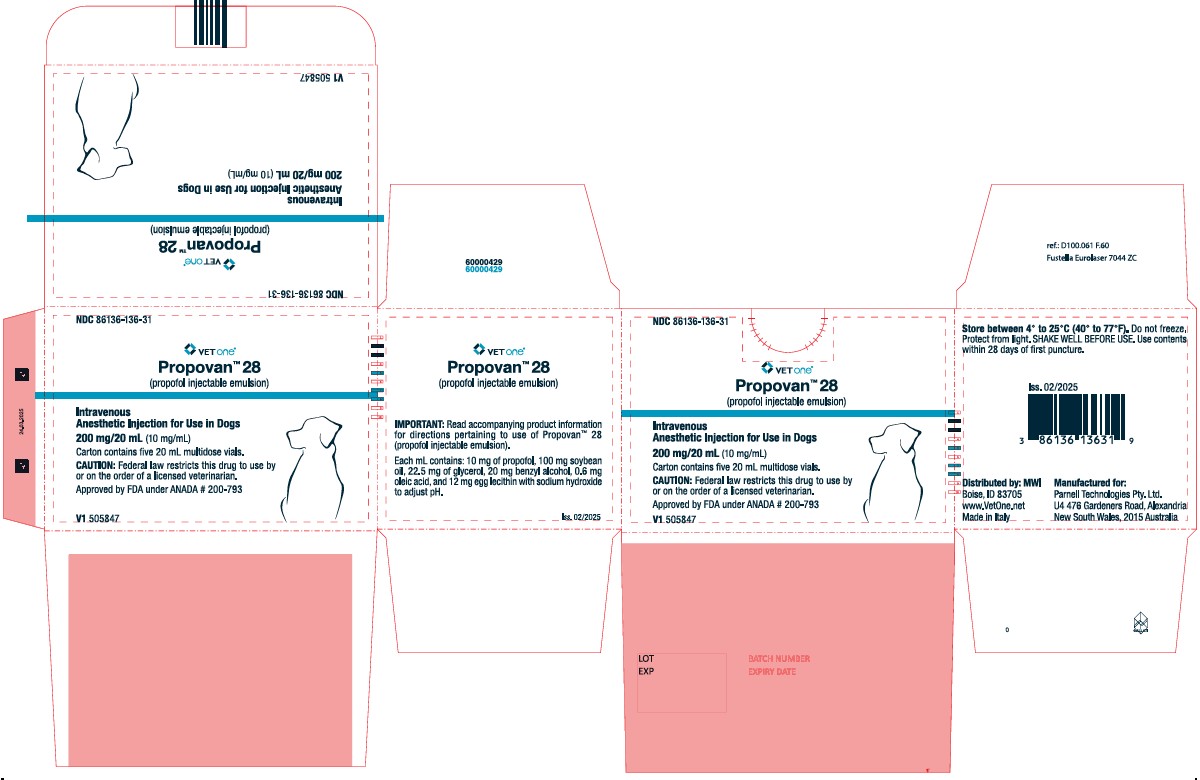 V1 505847
200 mg/20 mL (10 mg/mL)
Anesthetic Injection for Use in Dogs
Intravenous
(propofol injectable emulsion)
Propovan™ 28
VET one®
NDC 86136-136-31
60000429
60000429
ref.: D100.061 F.60
Fustella Eurolaser 7044 ZC
NDC 86136-136-31
VET one®
Propovan™ 28
(propofol injectable emulsion)
Intravenous
Anesthetic Injection for Use in Dogs
200 mg/20 mL (10 mg/mL)
Carton contains five 20 mL multidose vials.
CAUTION: Federal law restricts this drug to use by
or on the order of a licensed veterinarian.
Approved by FDA under ANADA # 200-793
V1 505847
VET one®
Propovan™ 28
(propofol injectable emulsion)
IMPORTANT: Read accompanying product information
for directions pertaining to use of Propovan™ 28
(propofol injectable emulsion).
Each mL contains: 10 mg of propofol, 100 mg soybean
oil, 22.5 mg of glycerol, 20 mg benzyl alcohol, 0.6 mg
oleic acid, and 12 mg egg lecithin with sodium hydroxide
to adjust pH.
Iss. 02/2025
NDC 86136-136-31
VET one®
Propovan™ 28
(propofol injectable emulsion)
Intravenous
Anesthetic Injection for Use in Dogs
200 mg/20 mL (10 mg/mL)
Carton contains five 20 mL multidose vials.
CAUTION: Federal law restricts this drug to use by
or on the order of a licensed veterinarian.
Approved by FDA under ANADA # 200-793
V1 505847
Store between 4° to 25°C (40° to 77°F). Do not freeze,
Protect from light. SHAKE WELL BEFORE USE. Use contents
within 28 days of first puncture.
Iss. 02/2025
3 86136 13631 9
Distributed by: MWI
Boise, ID 83705
www.VetOne.net
Made in Italy
Manufactured for:
Parnell Technologies Pty. Ltd.
U4 476 Gardeners Road, Alexandria
New South Wales, 2015 Australia
LOT
EXP
BATCH NUMBER
EXPIRY DATE
0